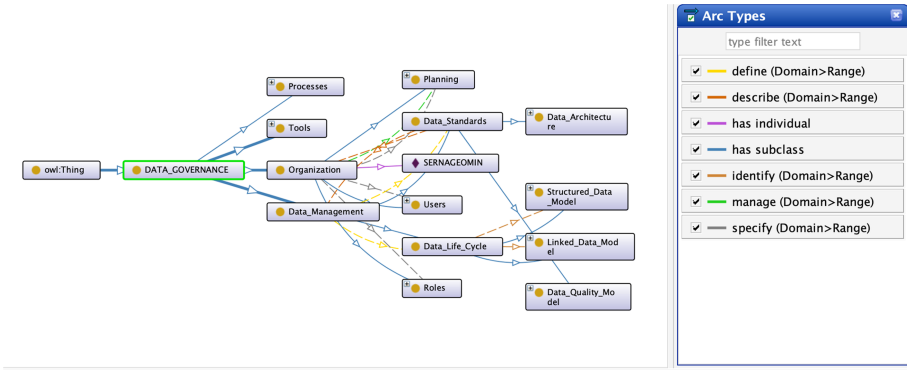 Arc Types
type filter text
define (Domain>Range)
describe (Domain>Range)
has individual
has subclass
identify (Domain>Range)
manage (Domain>Range)
specify (Domain>Range)
owl:Thing
DATA_GOVERNANCE
Processes
Tools
Organization
Data_Management
Planning
Data_Standards
SERNAGEOMIN
Users
Data_Life_Cycle
Roles
Data_Architectu
re
Structured_Data
_Model
Linked_Data_Mod
el
Data_Quality_Mo
del